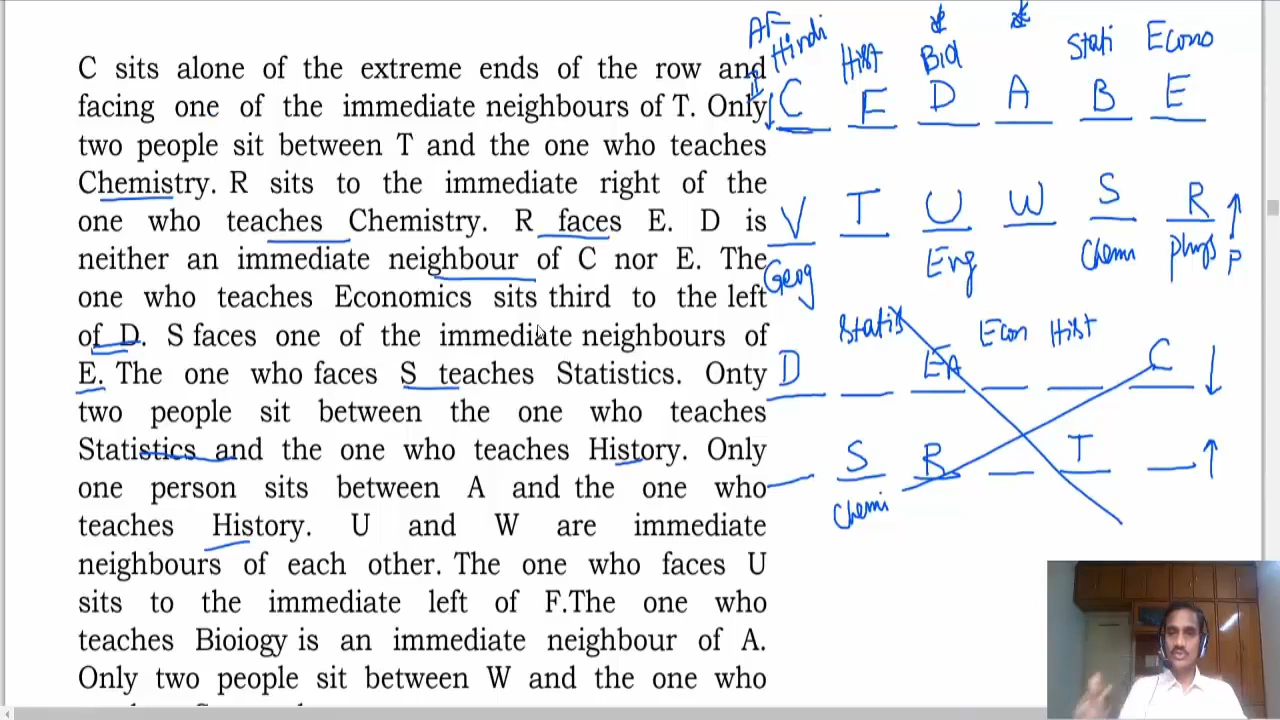 C sits alone of the extreme ends of the row and
facing one of the immediate neighbours of T. Only
two people sit between T and the one who teaches
Chemistry. R sits to the immediate right of the
one who teaches Chemistry. R faces E. D is
neither an immediate neighbour of C nor E. The
one who teaches Economics sits third to the left
of D. S faces one of the immediate neighbours of
E. The one who faces S teaches Statistics. Onty
two people sit between the one who teaches
Statistics and the one who teaches History. Only
one person sits between A and the one who
teaches History. U and W are immediate
neighbours of each other. The one who faces U
sits to the immediate left of F.The one who
teaches Bioiogy is an immediate neighbour of A.
Only two people sit between W and the one who
AF
Hindi Hist Biol Stati Econo
C F D A B E
V T U W S R P
Geog Eng Chemi Phys
Statis Econ Hist
D EA C
S R T
Chemi